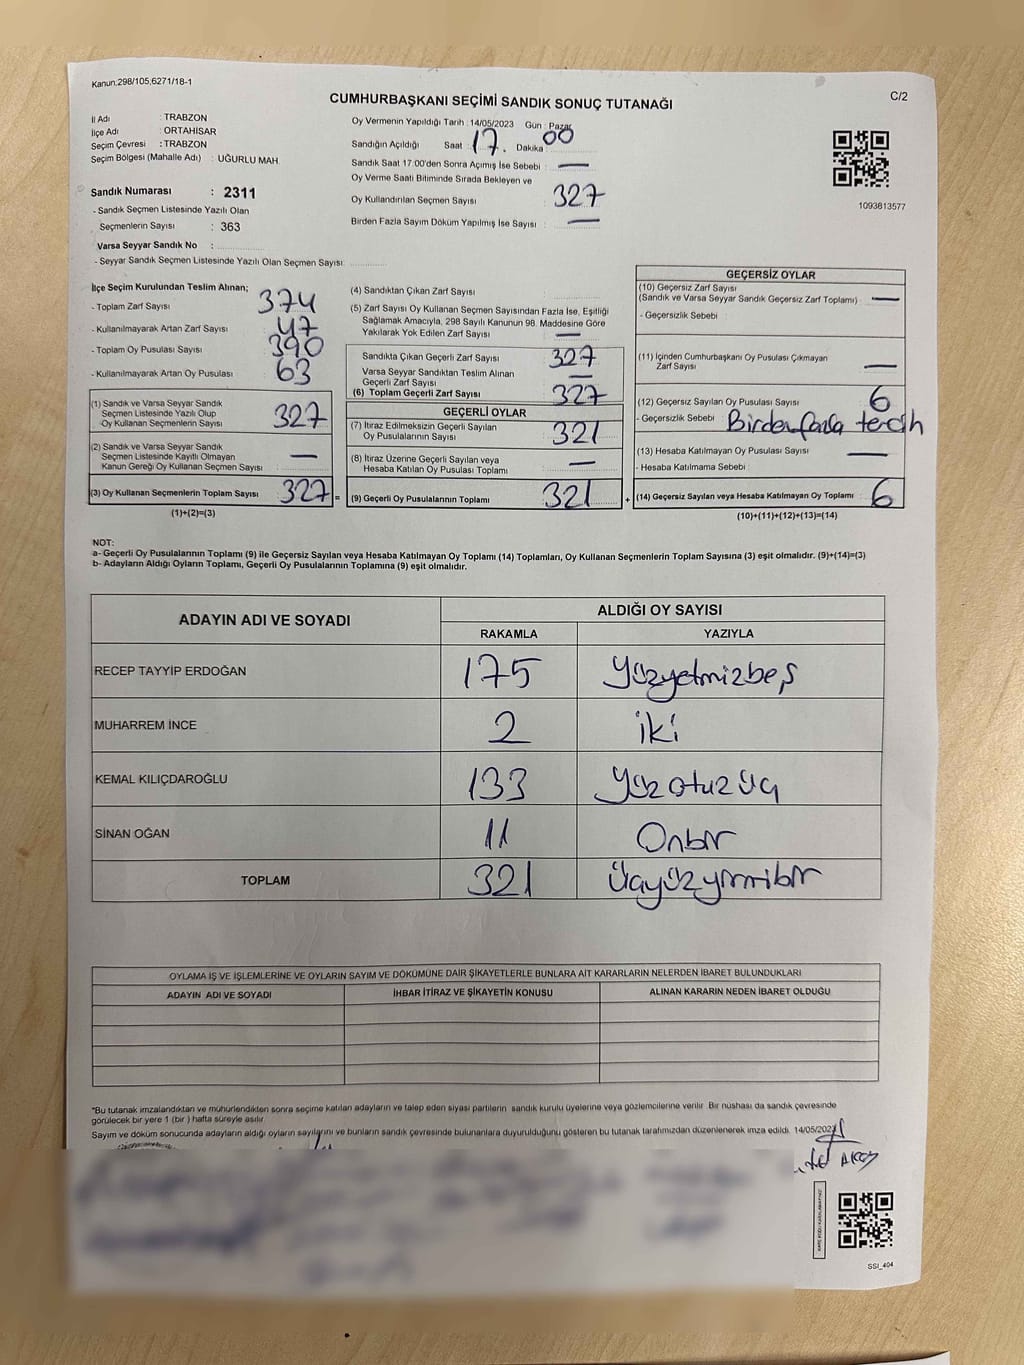 Kanun:298/105,6271/18-1
C/2
CUMHURBAŞKANI SEÇİMİ SANDIK SONUÇ TUTANAĞI
İl Adı : TRABZON
İlçe Adı : ORTAHİSAR
Seçim Çevresi : TRABZON
Seçim Bölgesi (Mahalle Adı) : UĞURLU MAH.
Sandık Numarası : 2311
- Sandık Seçmen Listesinde Yazılı Olan
Seçmenlerin Sayısı : 363
Varsa Seyyar Sandık No :
- Seyyar Sandık Seçmen Listesinde Yazılı Olan Seçmen Sayısı:
Oy Vermenin Yapıldığı Tarih :14/05/2023 Gün : Pazar
Sandığın Açıldığı Saat 17. Dakika 00
Sandık Saat 17:00'den Sonra Açımış İse Sebebi : —
Oy Verme Saati Bitiminde Sırada Bekleyen ve
Oy Kullandırılan Seçmen Sayısı 327
Birden Fazla Sayım Döküm Yapılmış İse Sayısı : —
1093813577
İlçe Seçim Kurulundan Teslim Alınan;
- Toplam Zarf Sayısı 374
- Kullanılmayarak Artan Zarf Sayısı 47
- Toplam Oy Pusulası Sayısı 390
- Kullanılmayarak Artan Oy Pusulası 63
(1) Sandık ve Varsa Seyyar Sandık
Seçmen Listesinde Yazılı Olup
Oy Kullanan Seçmenlerin Sayısı 327
(2) Sandık ve Varsa Seyyar Sandık
Seçmen Listesinde Kayıtlı Olmayan
Kanun Gereği Oy Kullanan Seçmen Sayısı —
(3) Oy Kullanan Seçmenlerin Toplam Sayısı 327 =
(1)+(2)=(3)
(4) Sandıktan Çıkan Zarf Sayısı :
(5) Zarf Sayısı Oy Kullanan Seçmen Sayısından Fazla İse, Eşitliği
Sağlamak Amacıyla, 298 Sayılı Kanunun 98. Maddesine Göre
Yakılarak Yok Edilen Zarf Sayısı —
Sandıkta Çıkan Geçerli Zarf Sayısı 327
Varsa Seyyar Sandıktan Teslim Alınan
Geçerli Zarf Sayısı —
(6) Toplam Geçerli Zarf Sayısı 327
GEÇERLİ OYLAR
(7) İtiraz Edilmeksizin Geçerli Sayılan
Oy Pusulalarının Sayısı 321
(8) İtiraz Üzerine Geçerli Sayılan veya
Hesaba Katılan Oy Pusulası Toplamı —
(9) Geçerli Oy Pusulalarının Toplamı 321 +
GEÇERSİZ OYLAR
(10) Geçersiz Zarf Sayısı
(Sandık ve Varsa Seyyar Sandık Geçersiz Zarf Toplamı) —
- Geçersizlik Sebebi :
(11) İçinden Cumhurbaşkanı Oy Pusulası Çıkmayan
Zarf Sayısı —
(12) Geçersiz Sayılan Oy Pusulası Sayısı : 6
- Geçersizlik Sebebi : Birden fazla tercih
(13) Hesaba Katılmayan Oy Pusulası Sayısı : —
- Hesaba Katılmama Sebebi :
(14) Geçersiz Sayılan veya Hesaba Katılmayan Oy Toplamı : 6
(10)+(11)+(12)+(13)=(14)
NOT:
a- Geçerli Oy Pusulalarının Toplamı (9) ile Geçersiz Sayılan veya Hesaba Katılmayan Oy Toplamı (14) Toplamları, Oy Kullanan Seçmenlerin Toplam Sayısına (3) eşit olmalıdır. (9)+(14)=(3)
b- Adayların Aldığı Oyların Toplamı, Geçerli Oy Pusulalarının Toplamına (9) eşit olmalıdır.
ADAYIN ADI VE SOYADI ALDIĞI OY SAYISI
RAKAMLA YAZIYLA
RECEP TAYYİP ERDOĞAN 175 Yüzyetmizbeş
MUHARREM İNCE 2 iki
KEMAL KILIÇDAROĞLU 133 Yüzotuzüç
SİNAN OĞAN 11 Onbir
TOPLAM 321 Üçyüzyirmibir
OYLAMA İŞ VE İŞLEMLERİNE VE OYLARIN SAYIM VE DÖKÜMÜNE DAİR ŞİKAYETLERLE BUNLARA AİT KARARLARIN NELERDEN İBARET BULUNDUKLARI
ADAYIN ADI VE SOYADI İHBAR İTİRAZ VE ŞİKAYETİN KONUSU ALINAN KARARIN NEDEN İBARET OLDUĞU
*Bu tutanak imzalandıktan ve mühürlendikten sonra seçime katılan adayların ve talep eden siyasi partilerin sandık kurulu üyelerine veya gözlemcilerine verilir. Bir nüshası da sandık çevresinde
görülecek bir yere 1 (bir ) hafta süreyle asılır.
Sayım ve döküm sonucunda adayların aldığı oyların sayılarını ve bunların sandık çevresinde bulunanlara duyurulduğunu gösteren bu tutanak tarafımızdan düzenlenerek imza edildi. 14/05/2023
SSI_404